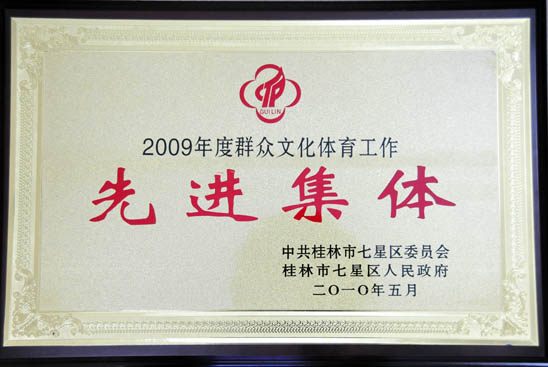 GUILIN
2009年度群众文化体育工作
先进集体
中共桂林市七星区委员会
桂林市七星区人民政府
二〇一〇年五月